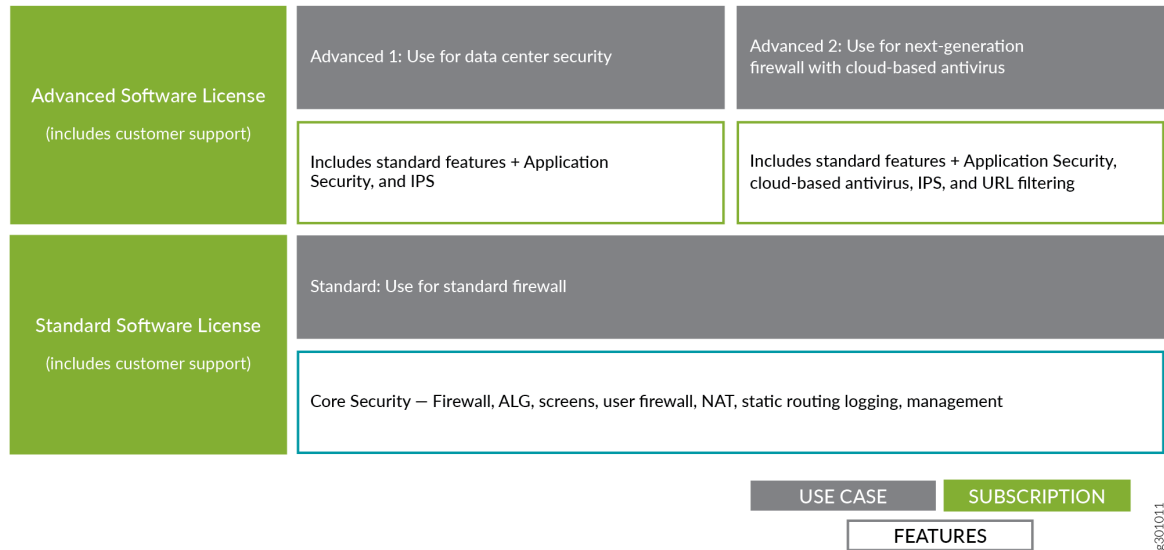 Advanced Software License
(includes customer support)
Advanced 1: Use for data center security
Advanced 2: Use for next-generation
firewall with cloud-based antivirus
Includes standard features + Application
Security, and IPS
Includes standard features + Application Security,
cloud-based antivirus, IPS, and URL filtering
Standard Software License
(includes customer support)
Standard: Use for standard firewall
Core Security — Firewall, ALG, screens, user firewall, NAT, static routing logging, management
USE CASE
SUBSCRIPTION
FEATURES
g301011